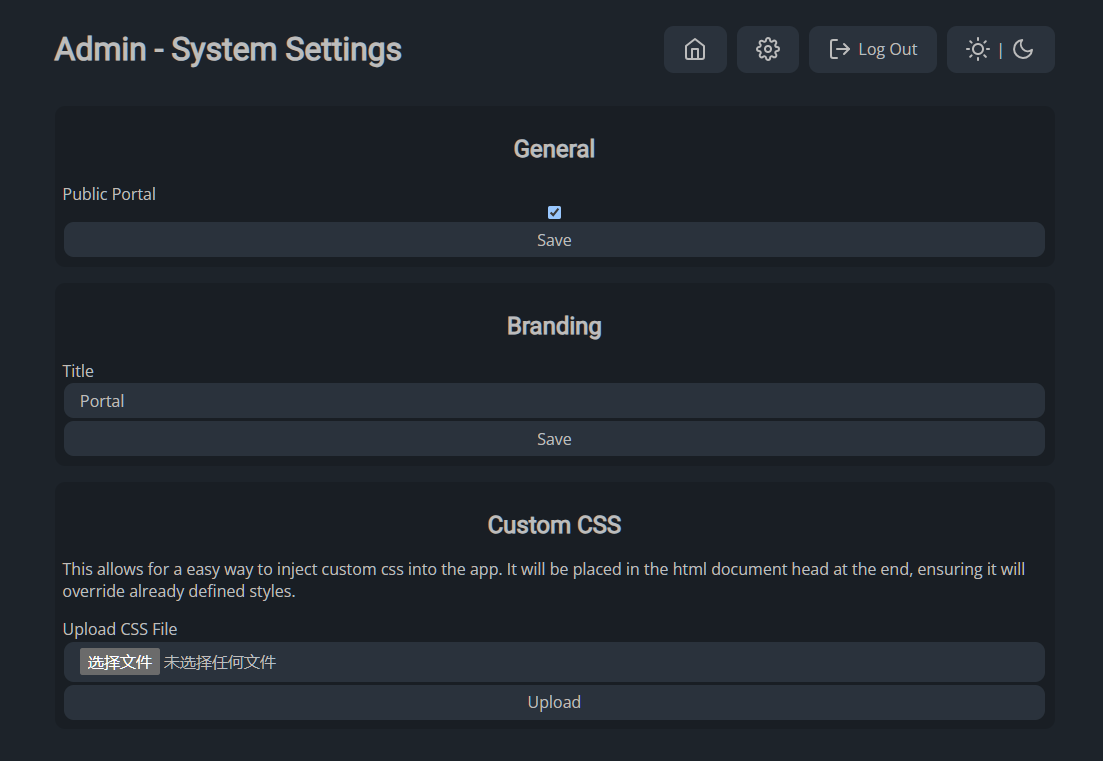 Admin - System Settings
Log Out
|
General
Public Portal
Save
Branding
Title
Portal
Save
Custom CSS
This allows for a easy way to inject custom css into the app. It will be placed in the html document head at the end, ensuring it will
override already defined styles.
Upload CSS File
选择文件 未选择任何文件
Upload